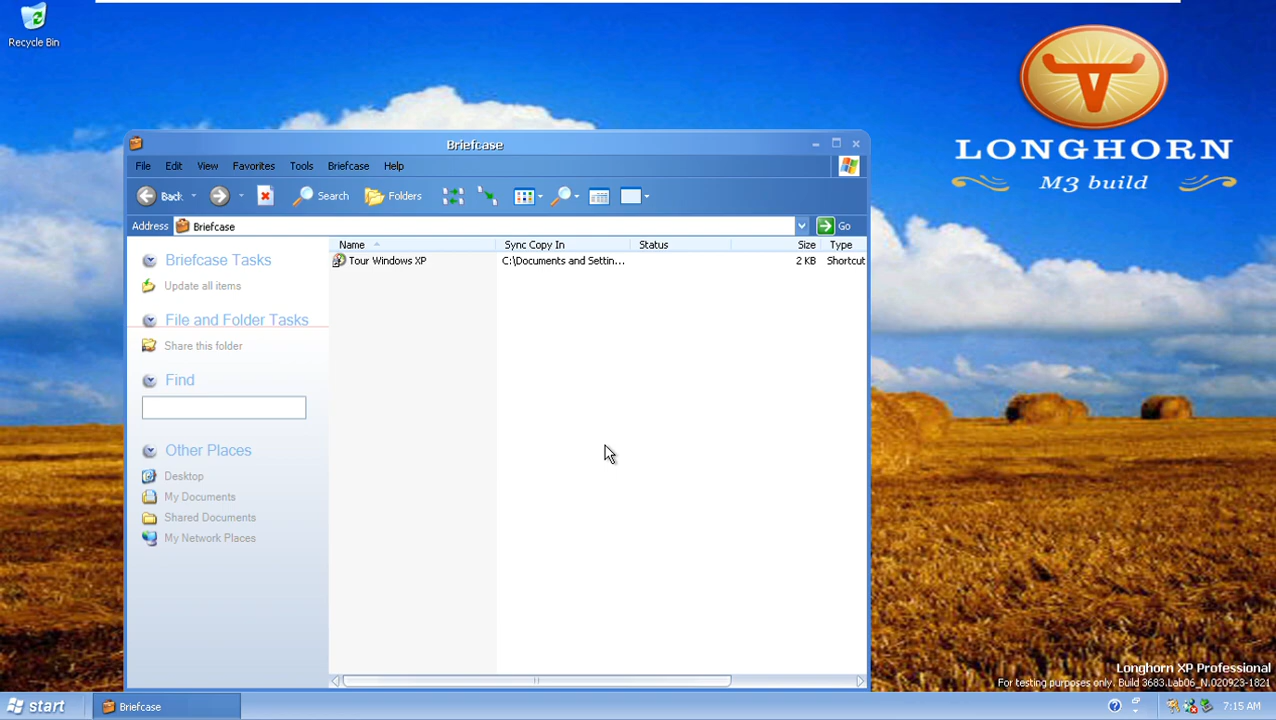 Recycle Bin
LONGHORN
M3 build
Briefcase
File Edit View Favorites Tools Briefcase Help
Back Search Folders
Address Briefcase Go
Name Sync Copy In Status Size Type
Tour Windows XP C:\Documents and Settin... 2 KB Shortcut
Briefcase Tasks
Update all items
File and Folder Tasks
Share this folder
Find
Other Places
Desktop
My Documents
Shared Documents
My Network Places
Longhorn XP Professional
For testing purposes only. Build 3683.Lab06_N.020923-1821
start Briefcase 7:15 AM